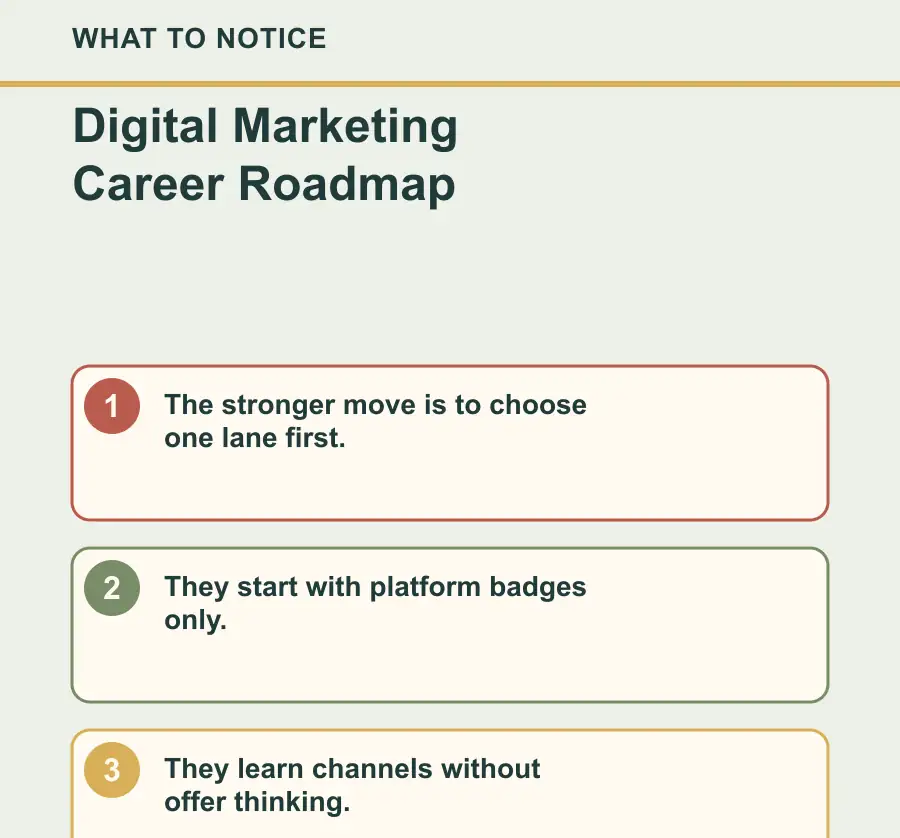 WHAT TO NOTICE
Digital Marketing
Career Roadmap
1
The stronger move is to choose
one lane first.
2
They start with platform badges
only.
3
They learn channels without
offer thinking.